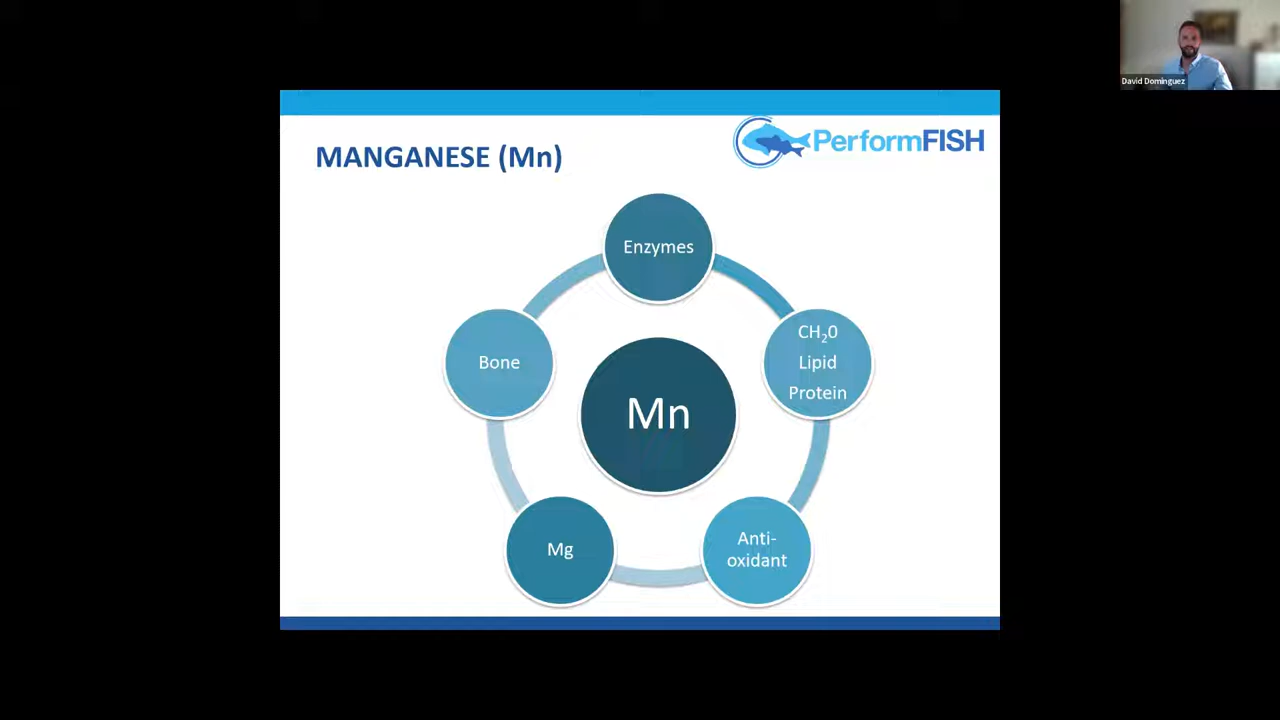 David Dominguez
PerformFISH
MANGANESE (Mn)
Enzymes
CH₂0
Lipid
Protein
Bone
Mn
Mg
Anti-
oxidant